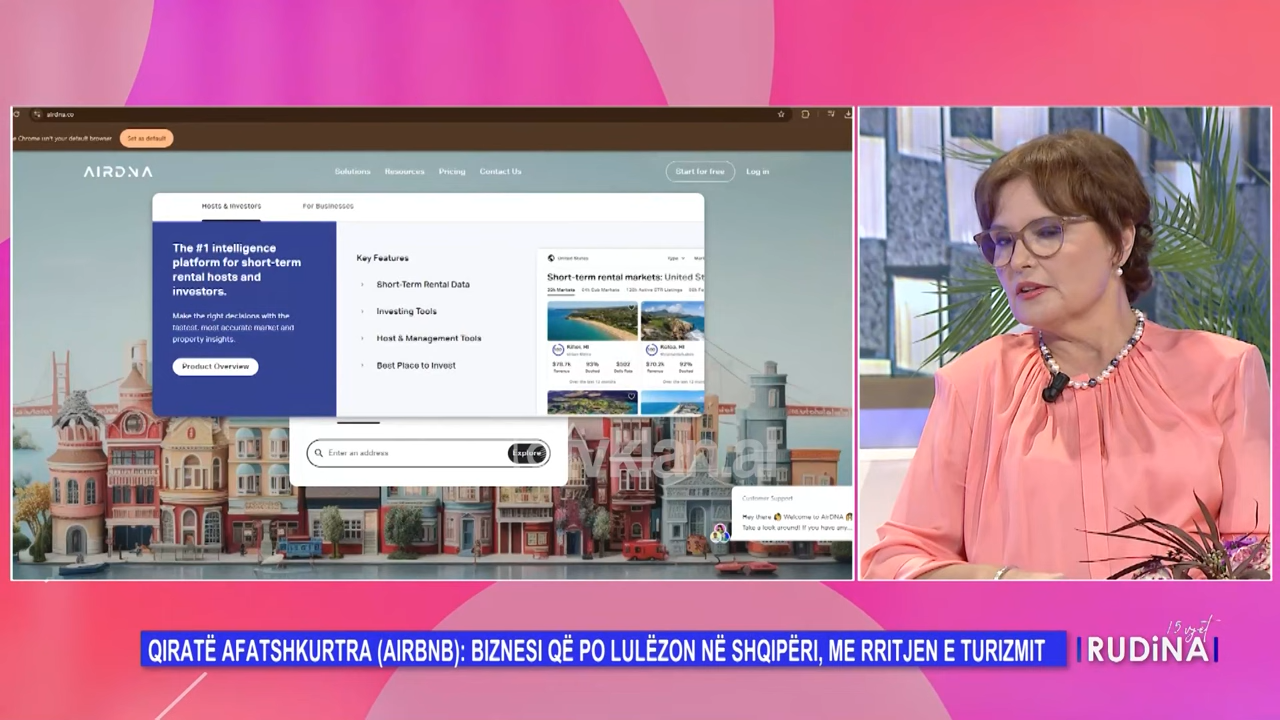 airdna.co
Chrome isn't your default browser
Set as default
AIRDNA
Solutions
Resources
Pricing
Contact Us
Start for free
Log in
Hosts & Investors
For Businesses
The #1 intelligence
platform for short-term
rental hosts and
investors.
Make the right decisions with the
fastest, most accurate market and
property insights.
Product Overview
Key Features
Short-Term Rental Data
Investing Tools
Host & Management Tools
Best Place to Invest
United States
Type
Short-term rental markets: United St
Enter an address
Explore
tvklan.al
Customer Support
Hey there Welcome to AirDNA
Take a look around! If you have any...
QIRATË AFATSHKURTRA (AIRBNB): BIZNESI QË PO LULËZON NË SHQIPËRI, ME RRITJEN E TURIZMIT
15 vjet
RUDiNA